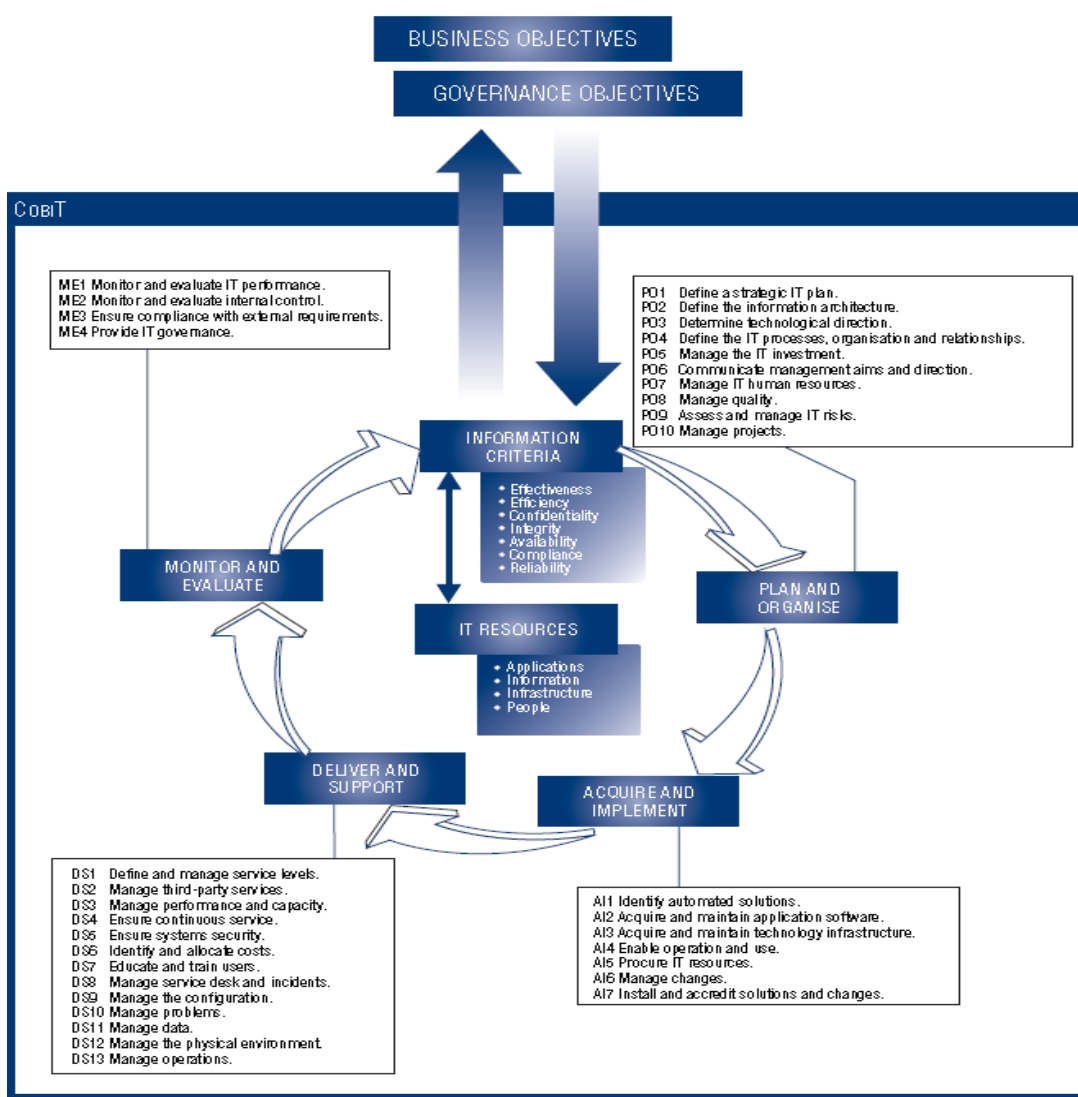 BUSINESS OBJECTIVES
GOVERNANCE OBJECTIVES
COBIT
ME1 Monitor and evaluate IT performance.
ME2 Monitor and evaluate internal control.
ME3 Ensure compliance with external requirements.
ME4 Provide IT governance.
PO1 Define a strategic IT plan.
PO2 Define the information architecture.
PO3 Determine technological direction.
PO4 Define the IT processes, organisation and relationships.
PO5 Manage the IT investment.
PO6 Communicate management aims and direction.
PO7 Manage IT human resources.
PO8 Manage quality.
PO9 Assess and manage IT risks.
PO10 Manage projects.
INFORMATION
CRITERIA
• Effectiveness
• Efficiency
• Confidentiality
• Integrity
• Availability
• Compliance
• Reliability
MONITOR AND
EVALUATE
PLAN AND
ORGANISE
IT RESOURCES
• Applications
• Information
• Infrastructure
• People
DELIVER AND
SUPPORT
ACQUIRE AND
IMPLEMENT
DS1 Define and manage service levels.
DS2 Manage third-party services.
DS3 Manage performance and capacity.
DS4 Ensure continuous service.
DS5 Ensure systems security.
DS6 Identify and allocate costs.
DS7 Educate and train users.
DS8 Manage service desk and incidents.
DS9 Manage the configuration.
DS10 Manage problems.
DS11 Manage data.
DS12 Manage the physical environment.
DS13 Manage operations.
AI1 Identify automated solutions.
AI2 Acquire and maintain application software.
AI3 Acquire and maintain technology infrastructure.
AI4 Enable operation and use.
AI5 Procure IT resources.
AI6 Manage changes.
AI7 Install and accredit solutions and changes.